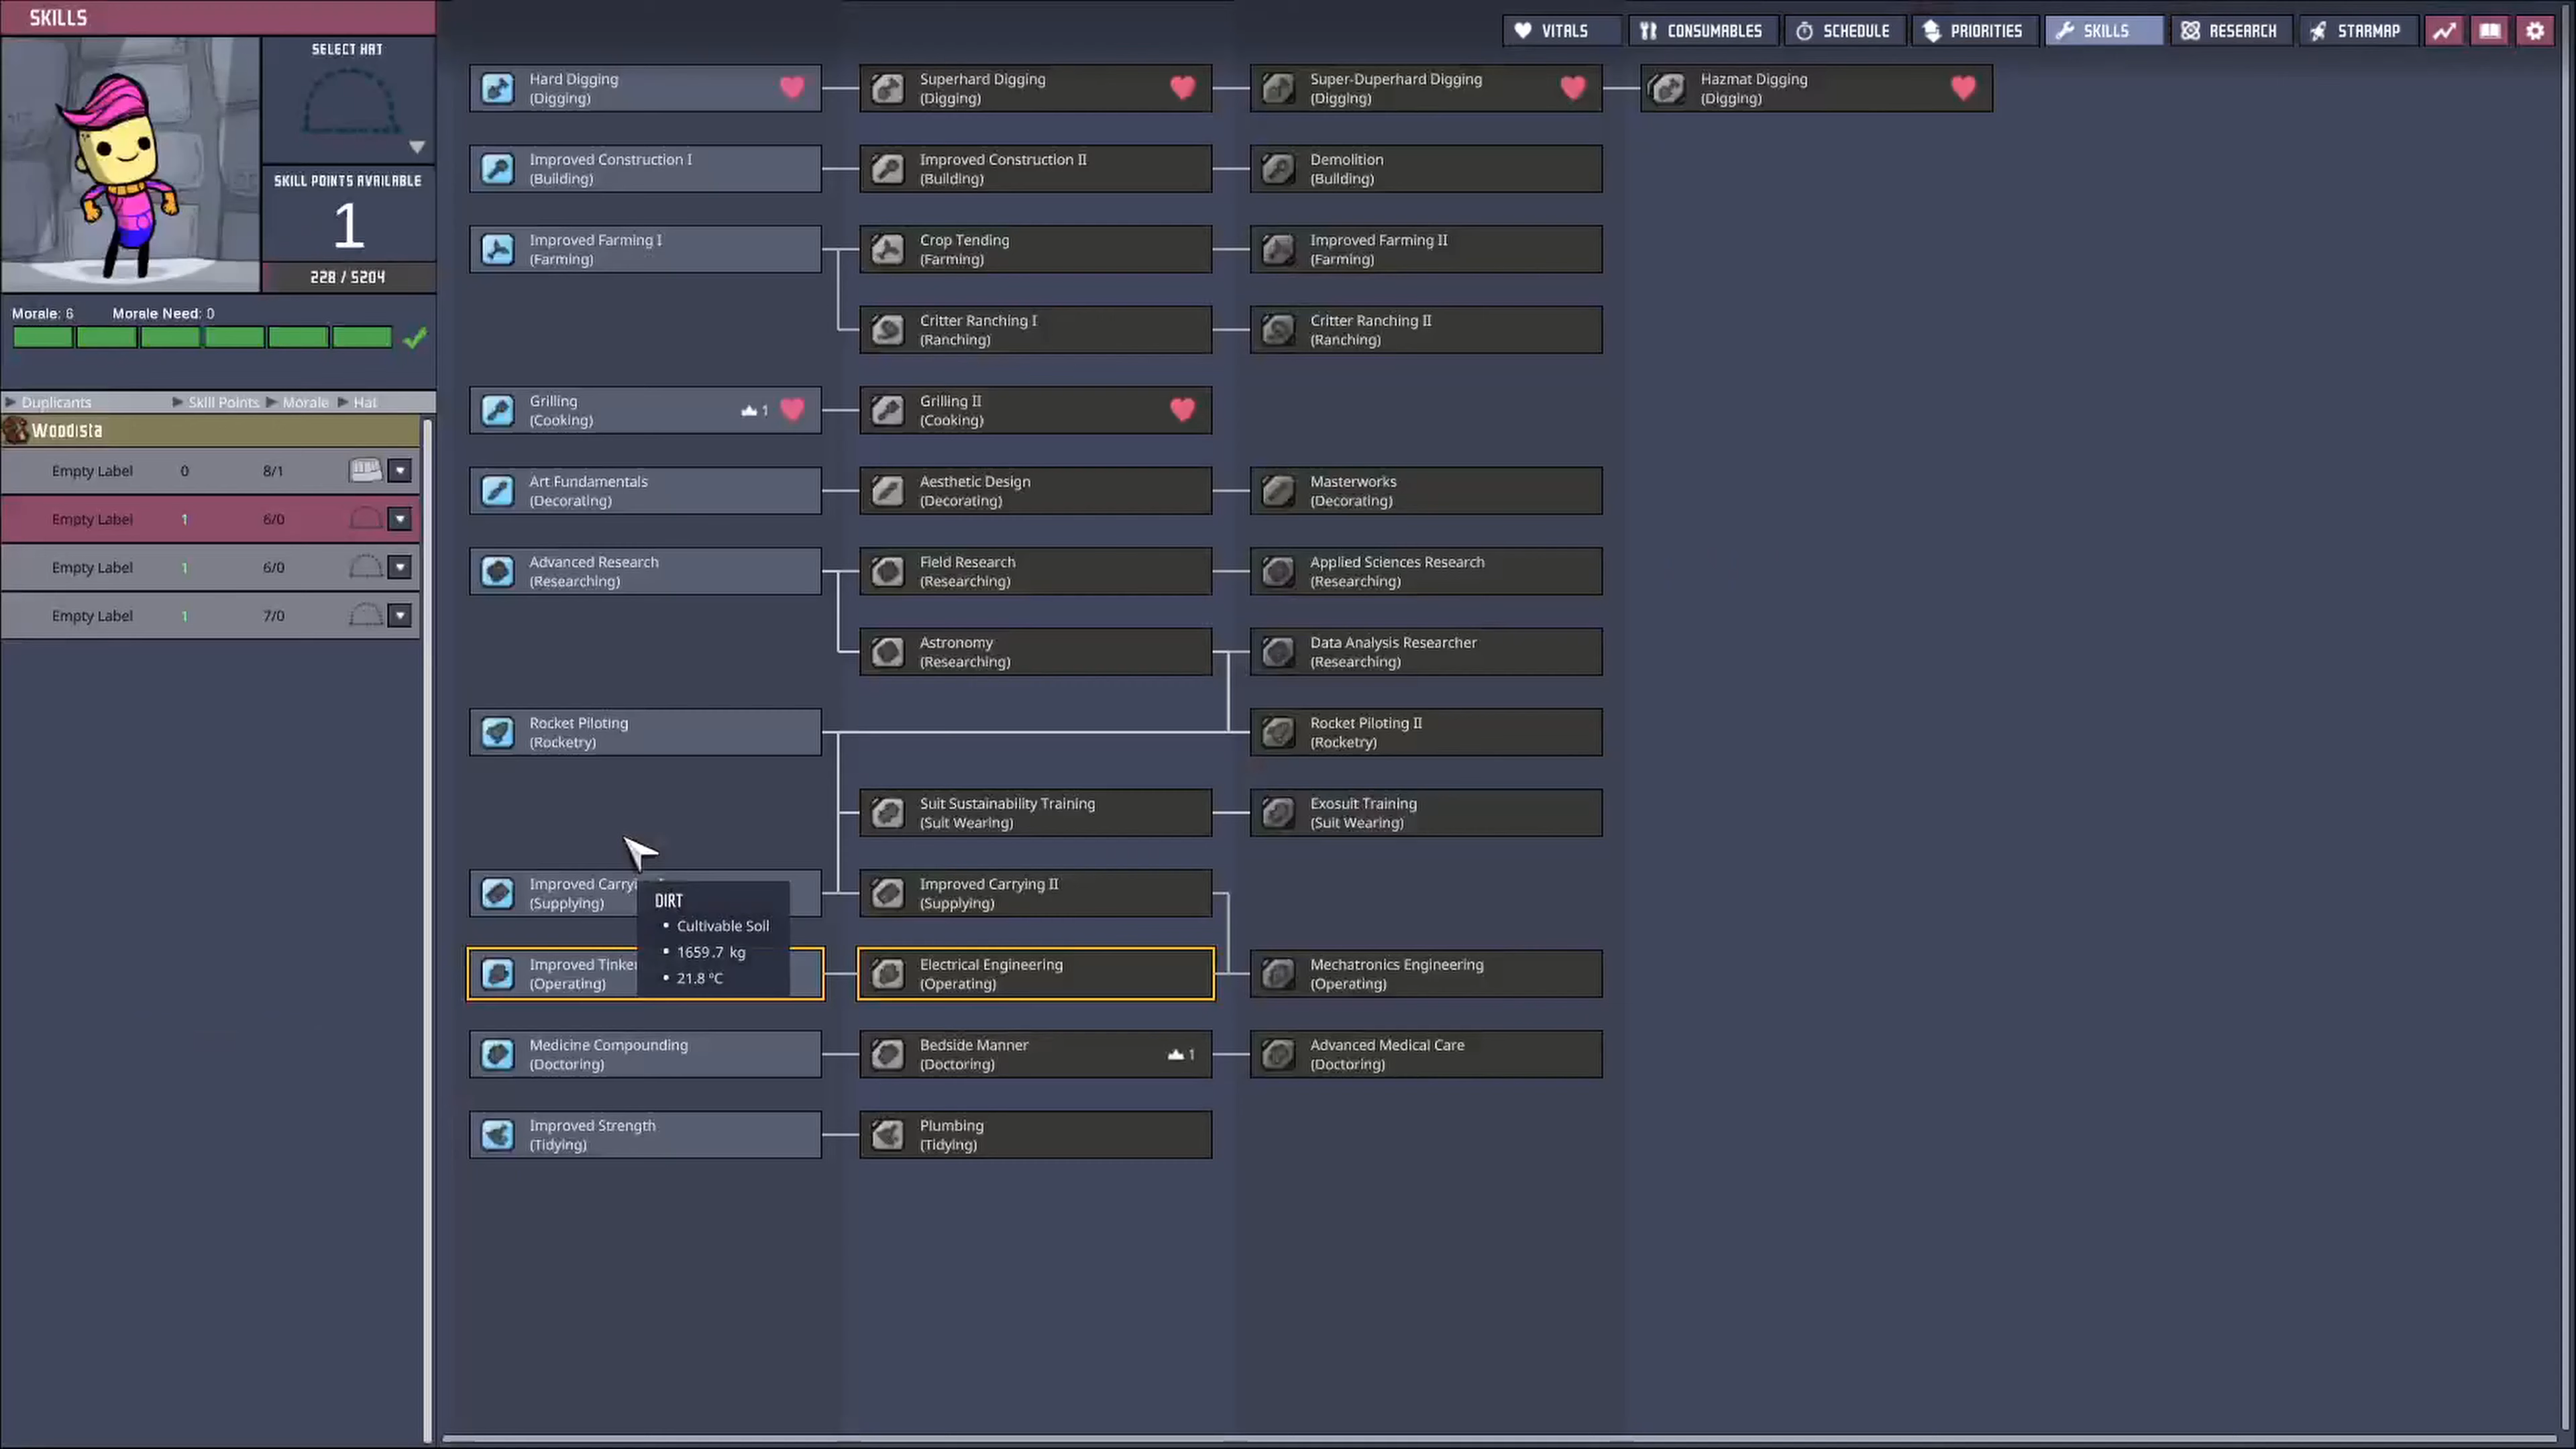 SKILLS
VITALS
CONSUMABLES
SCHEDULE
PRIORITIES
SKILLS
RESEARCH
STARMAP
SELECT HAT
SKILL POINTS AVAILABLE
1
228 / 5204
Morale: 6 Morale Need: 0
Duplicants Skill Points Morale Hat
Woodista
Empty Label 0 8/1
Empty Label 1 6/0
Empty Label 1 6/0
Empty Label 1 7/0
Hard Digging
(Digging)
Superhard Digging
(Digging)
Super-Duperhard Digging
(Digging)
Hazmat Digging
(Digging)
Improved Construction I
(Building)
Improved Construction II
(Building)
Demolition
(Building)
Improved Farming I
(Farming)
Crop Tending
(Farming)
Improved Farming II
(Farming)
Critter Ranching I
(Ranching)
Critter Ranching II
(Ranching)
Grilling
(Cooking)
1
Grilling II
(Cooking)
Art Fundamentals
(Decorating)
Aesthetic Design
(Decorating)
Masterworks
(Decorating)
Advanced Research
(Researching)
Field Research
(Researching)
Applied Sciences Research
(Researching)
Astronomy
(Researching)
Data Analysis Researcher
(Researching)
Rocket Piloting
(Rocketry)
Rocket Piloting II
(Rocketry)
Suit Sustainability Training
(Suit Wearing)
Exosuit Training
(Suit Wearing)
Improved
(Supplying)
Improved Carrying II
(Supplying)
DIRT
• Cultivable Soil
• 1659.7 kg
• 21.8 °C
Improved
(Operating)
Electrical Engineering
(Operating)
Mechatronics Engineering
(Operating)
Medicine Compounding
(Doctoring)
Bedside Manner
(Doctoring)
1
Advanced Medical Care
(Doctoring)
Improved Strength
(Tidying)
Plumbing
(Tidying)